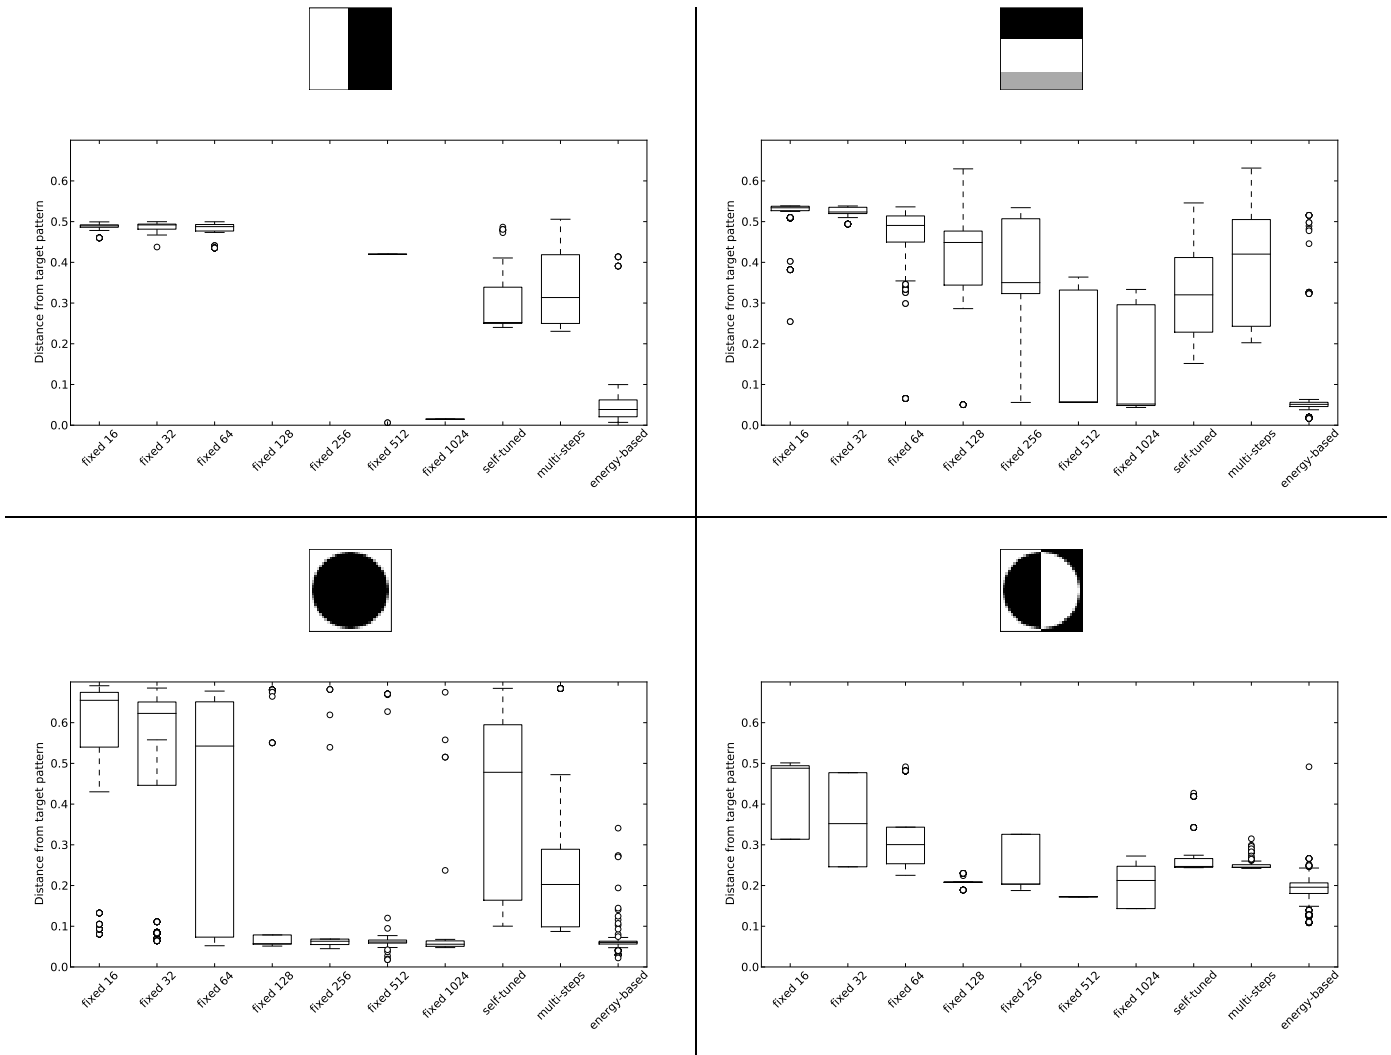 Distance from target pattern
0.6
0.5
0.4
0.3
0.2
0.1
0.0
fixed 16
fixed 32
fixed 64
fixed 128
fixed 256
fixed 512
fixed 1024
self-tuned
multi-steps
energy-based
Distance from target pattern
0.6
0.5
0.4
0.3
0.2
0.1
0.0
fixed 16
fixed 32
fixed 64
fixed 128
fixed 256
fixed 512
fixed 1024
self-tuned
multi-steps
energy-based
Distance from target pattern
0.6
0.5
0.4
0.3
0.2
0.1
0.0
fixed 16
fixed 32
fixed 64
fixed 128
fixed 256
fixed 512
fixed 1024
self-tuned
multi-steps
energy-based
Distance from target pattern
0.6
0.5
0.4
0.3
0.2
0.1
0.0
fixed 16
fixed 32
fixed 64
fixed 128
fixed 256
fixed 512
fixed 1024
self-tuned
multi-steps
energy-based